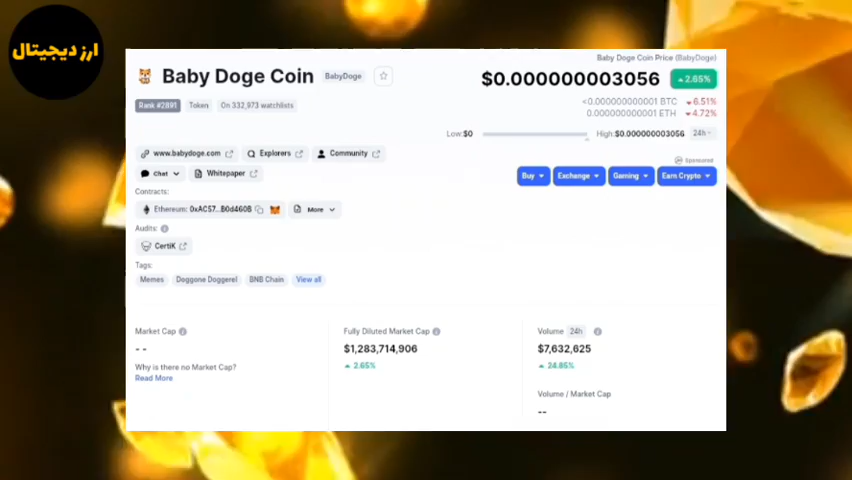 ارز دیجیتال
Baby Doge Coin Price (BabyDoge)
Baby Doge Coin BabyDoge
$0.000000003056 2.65%
Rank #2891 Token On 332,973 watchlists
<0.000000000001 BTC 6.51%
0.000000000001 ETH 4.72%
Low:$0 High:$0.000000003056 24h
www.babydoge.com Explorers Community
Sponsored
Chat Whitepaper
Buy Exchange Gaming Earn Crypto
Contracts:
Ethereum: 0xAC57...B0d460B More
Audits:
CertiK
Tags:
Memes Doggone Doggerel BNB Chain View all
Market Cap Fully Diluted Market Cap Volume 24h
- - $1,283,714,906 $7,632,625
Why is there no Market Cap? 2.65% 24.85%
Read More
Volume / Market Cap
--